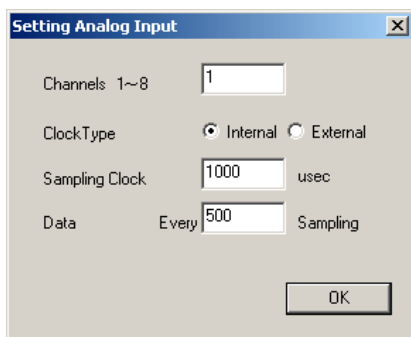 Setting Analog Input
Channels 1~8 1
ClockType Internal External
Sampling Clock 1000 usec
Data Every 500 Sampling
OK